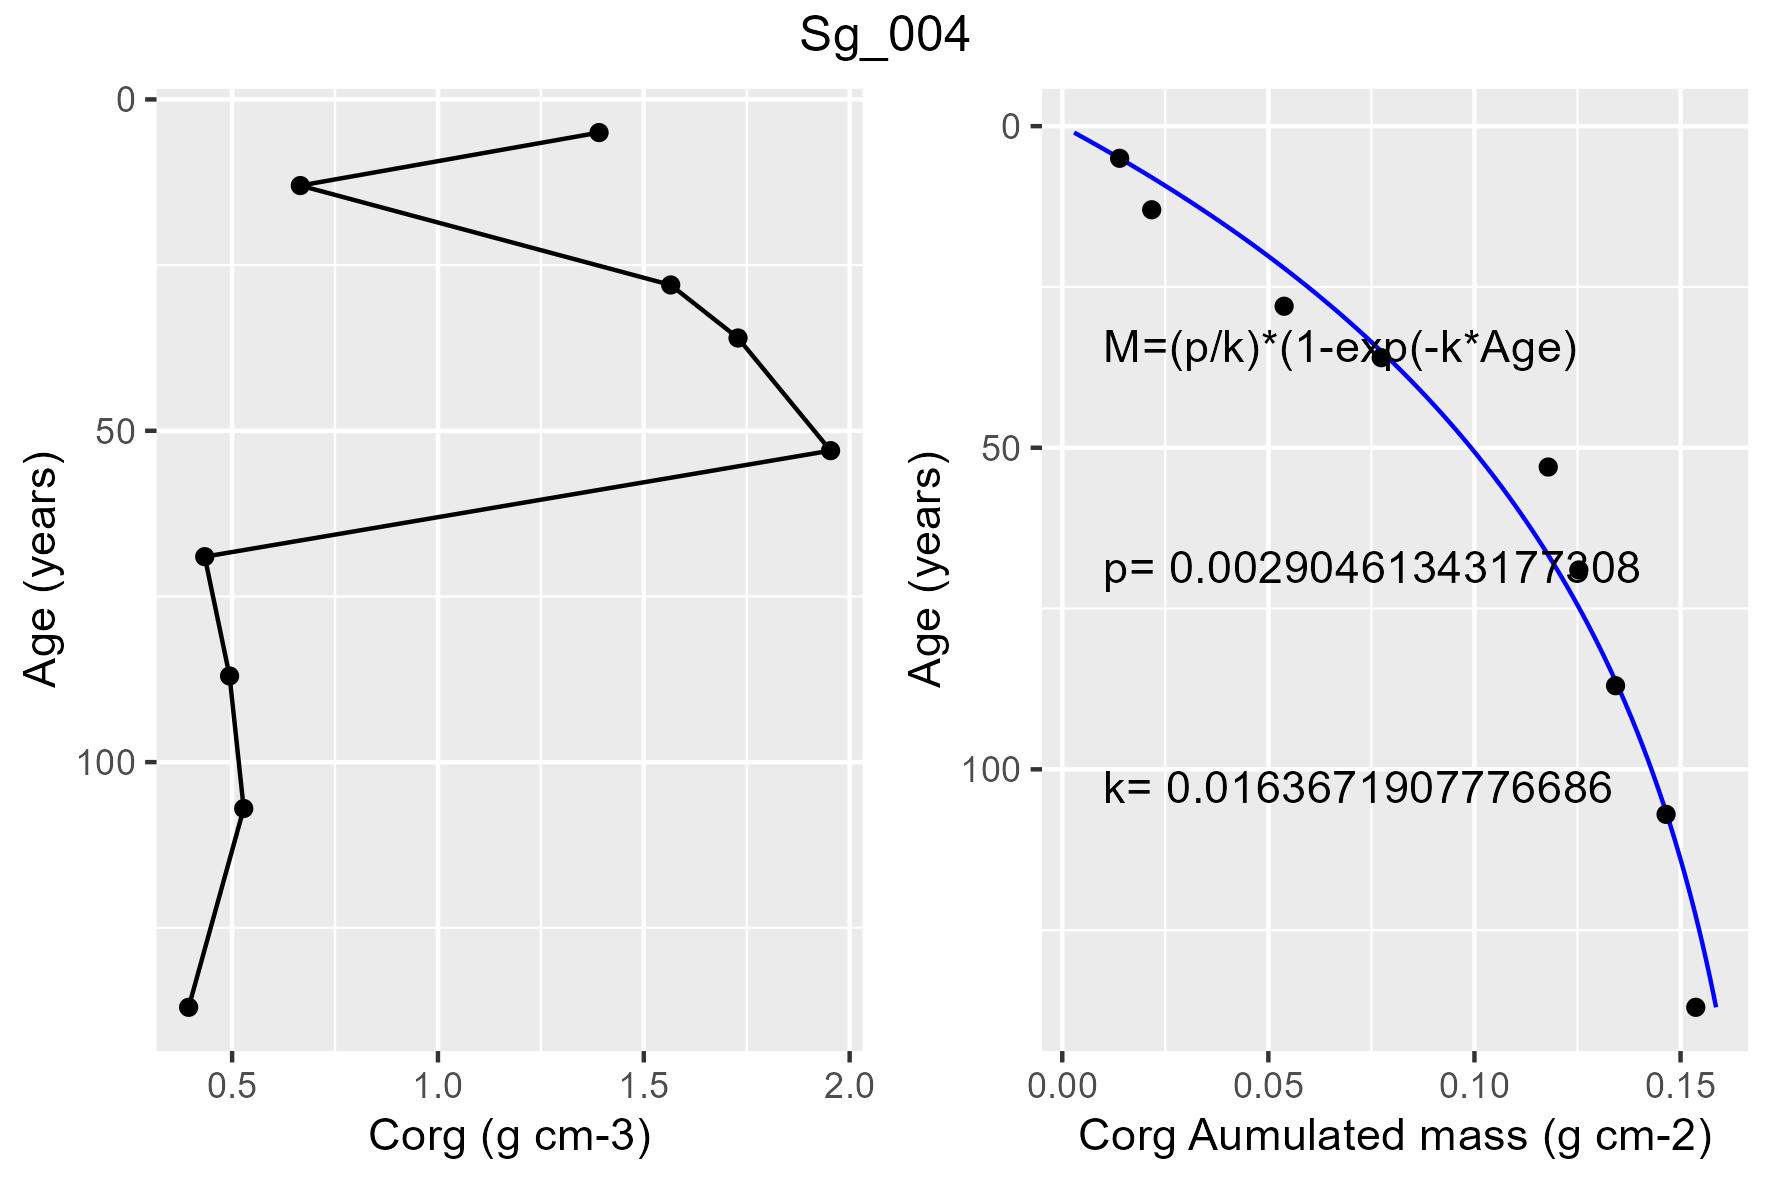 Sg_004
0
50
100
Age (years)
0.5 1.0 1.5 2.0
Corg (g cm-3)
0
50
100
Age (years)
M=(p/k)*(1-exp(-k*Age)
p= 0.00290461343177308
k= 0.0163671907776686
0.00 0.05 0.10 0.15
Corg Aumulated mass (g cm-2)